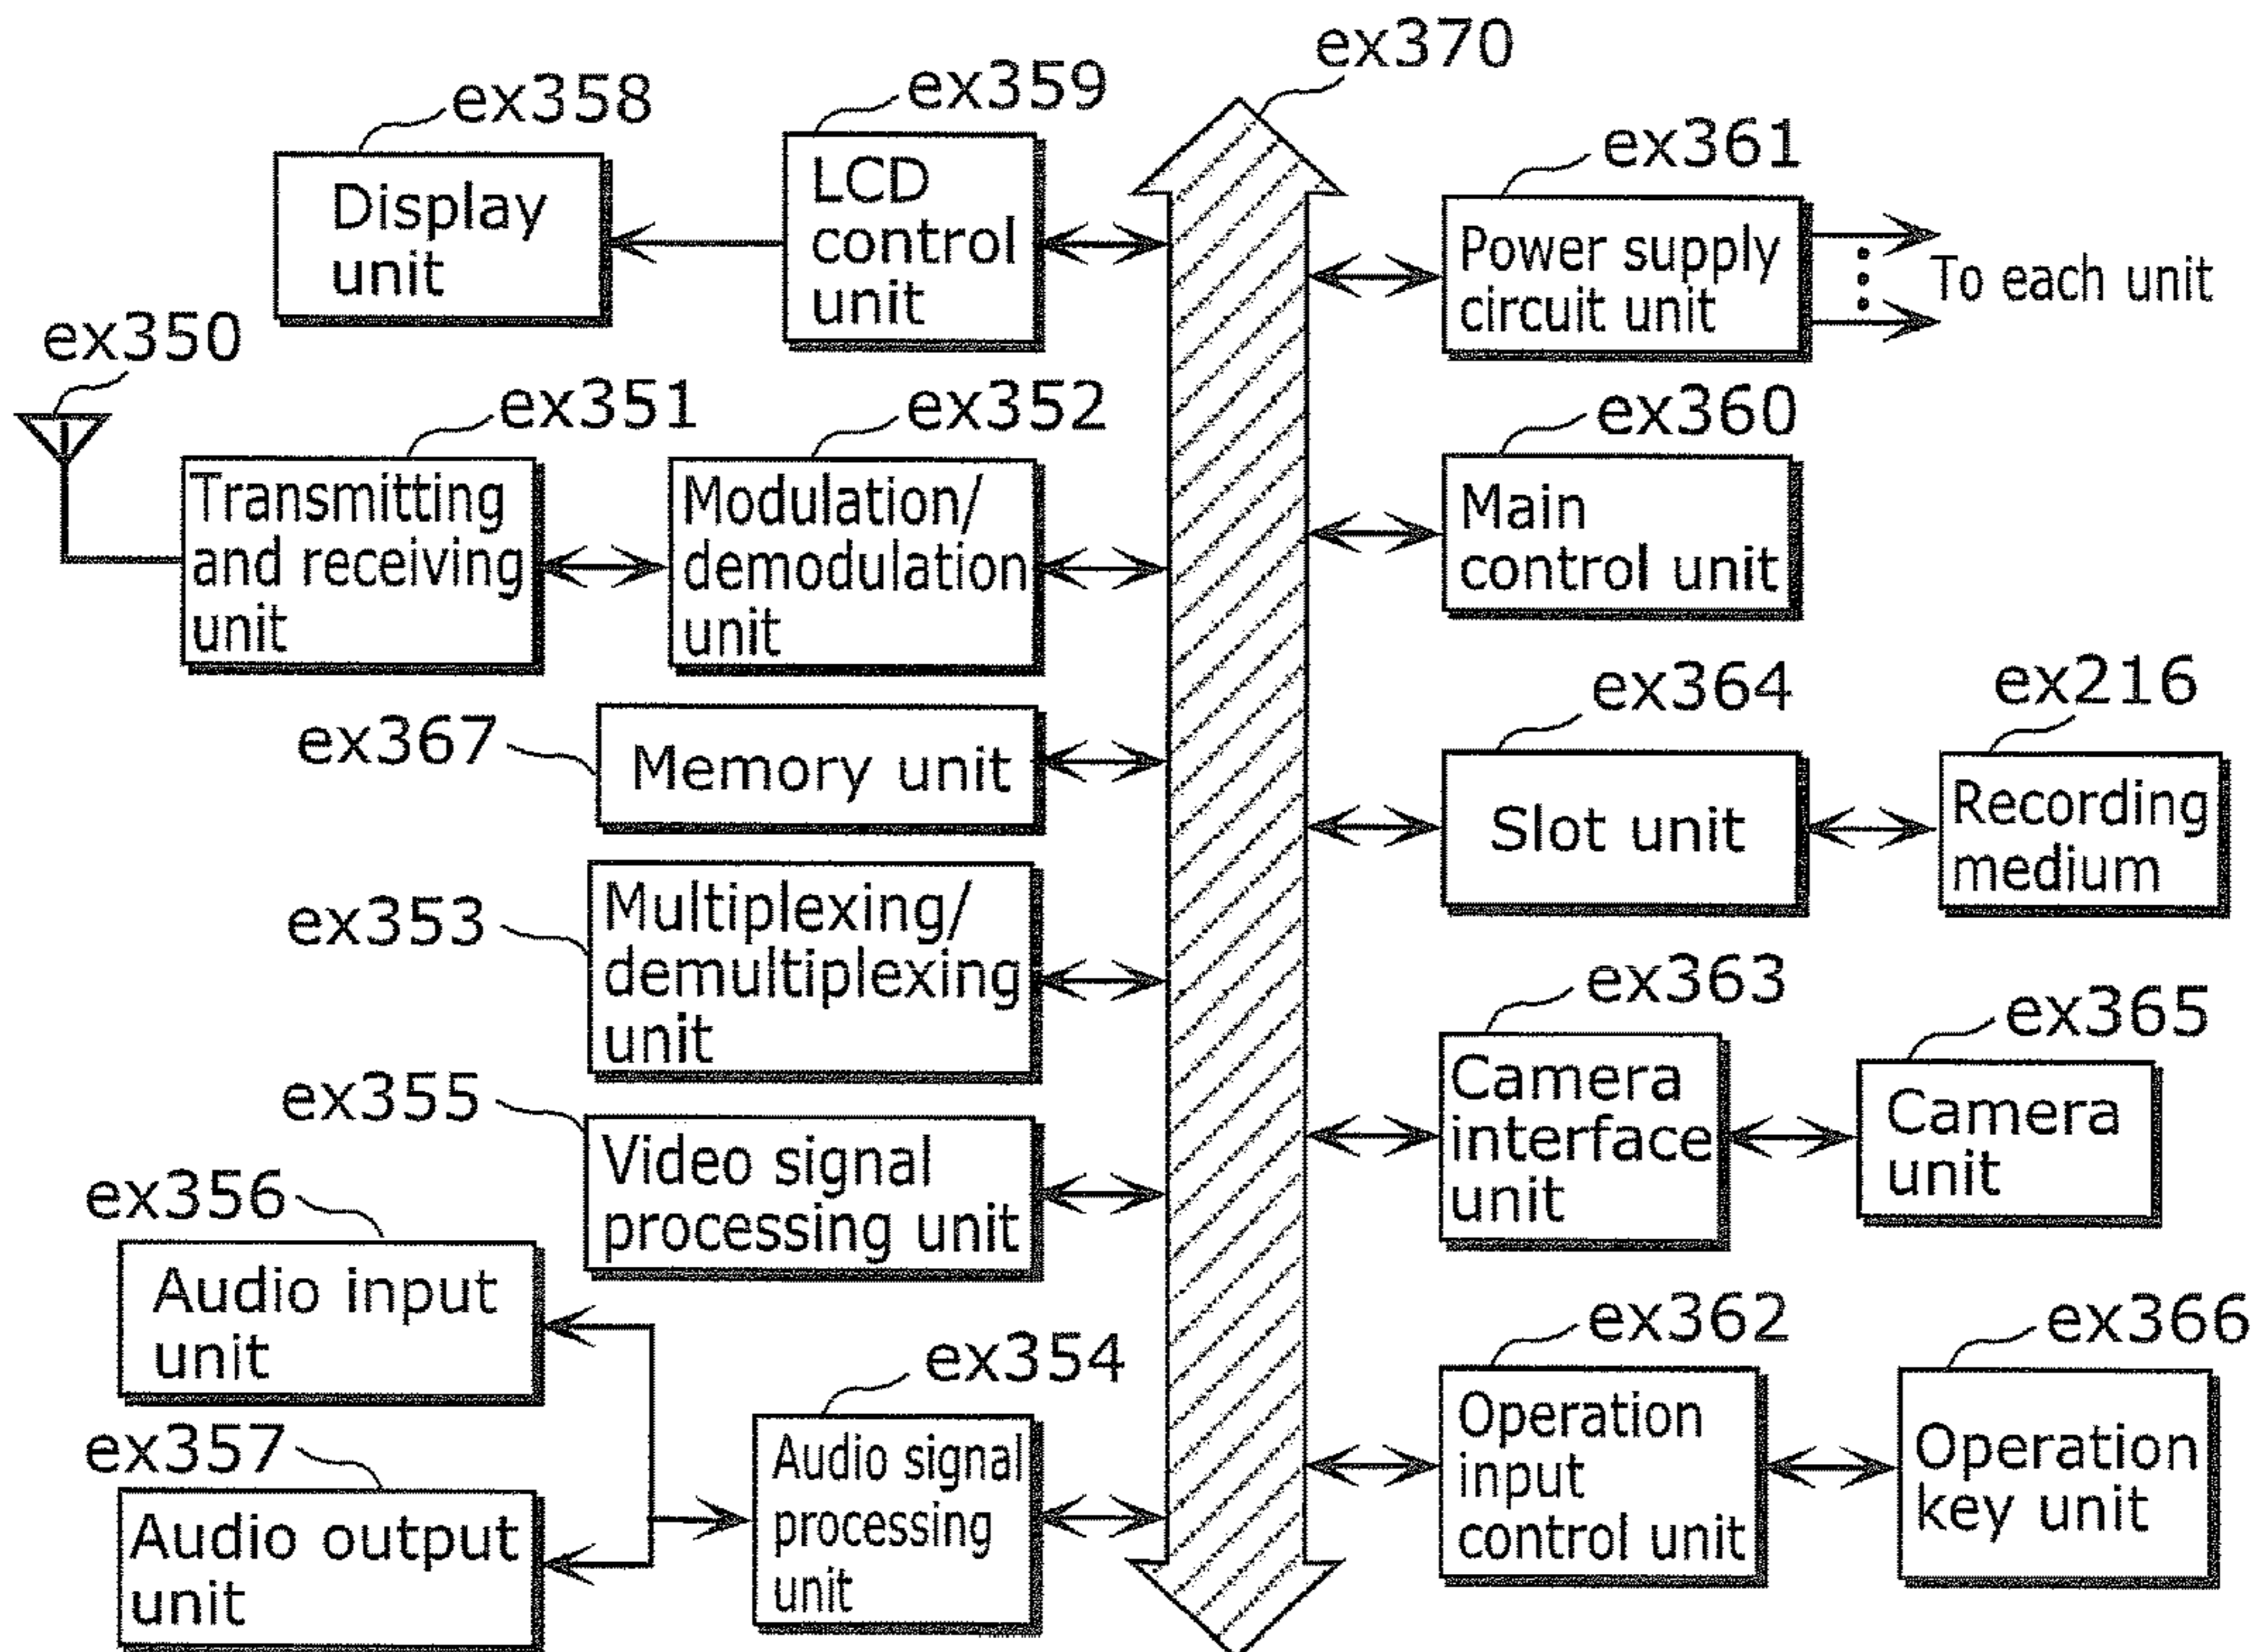 ex370
ex358
ex359
Display
unit
LCD
control
unit
ex361
Power supply
circuit unit
To each unit
ex350
ex351
ex352
Transmitting
and receiving
unit
Modulation/
demodulation
unit
ex360
Main
control unit
ex367
Memory unit
ex364
ex216
Slot unit
Recording
medium
ex353
Multiplexing/
demultiplexing
unit
ex363
ex365
Camera
interface
unit
Camera
unit
ex355
Video signal
processing unit
ex356
Audio input
unit
ex354
Audio signal
processing
unit
ex357
Audio output
unit
ex362
ex366
Operation
input
control unit
Operation
key unit